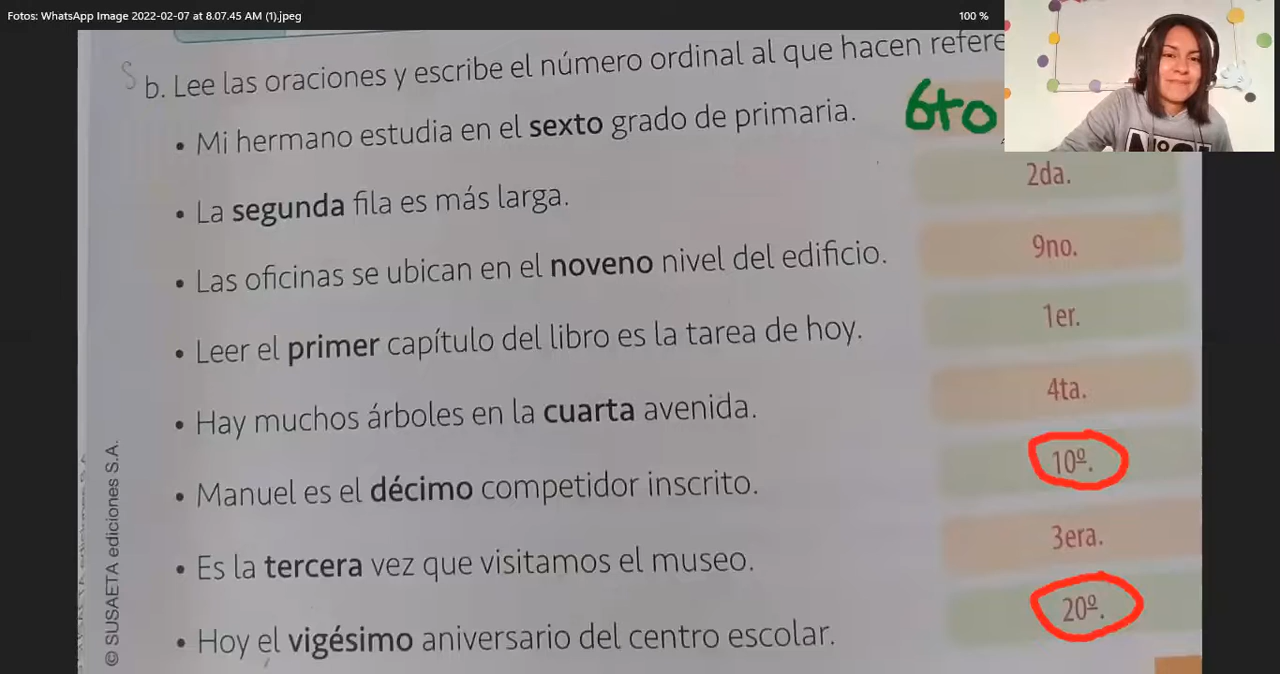 Fotos: WhatsApp Image 2022-02-07 at 8.07.45 AM (1).jpeg
100 %
b. Lee las oraciones y escribe el número ordinal al que hacen refere
• Mi hermano estudia en el sexto grado de primaria. 6to
• La segunda fila es más larga. 2da.
• Las oficinas se ubican en el noveno nivel del edificio. 9no.
• Leer el primer capítulo del libro es la tarea de hoy. 1er.
• Hay muchos árboles en la cuarta avenida. 4ta.
• Manuel es el décimo competidor inscrito. 10º.
• Es la tercera vez que visitamos el museo. 3era.
• Hoy el vigésimo aniversario del centro escolar. 20º.
© SUSAETA ediciones S.A.